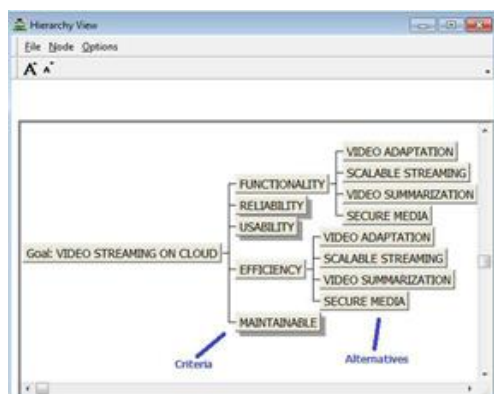 Hierarchy View
File Node Options
A A
VIDEO ADAPTATION
SCALABLE STREAMING
FUNCTIONALITY
VIDEO SUMMARIZATION
RELIABILITY
SECURE MEDIA
USABILITY
VIDEO ADAPTATION
Goal: VIDEO STREAMING ON CLOUD
SCALABLE STREAMING
EFFICIENCY
VIDEO SUMMARIZATION
SECURE MEDIA
MAINTAINABLE
Criteria
Alternatives